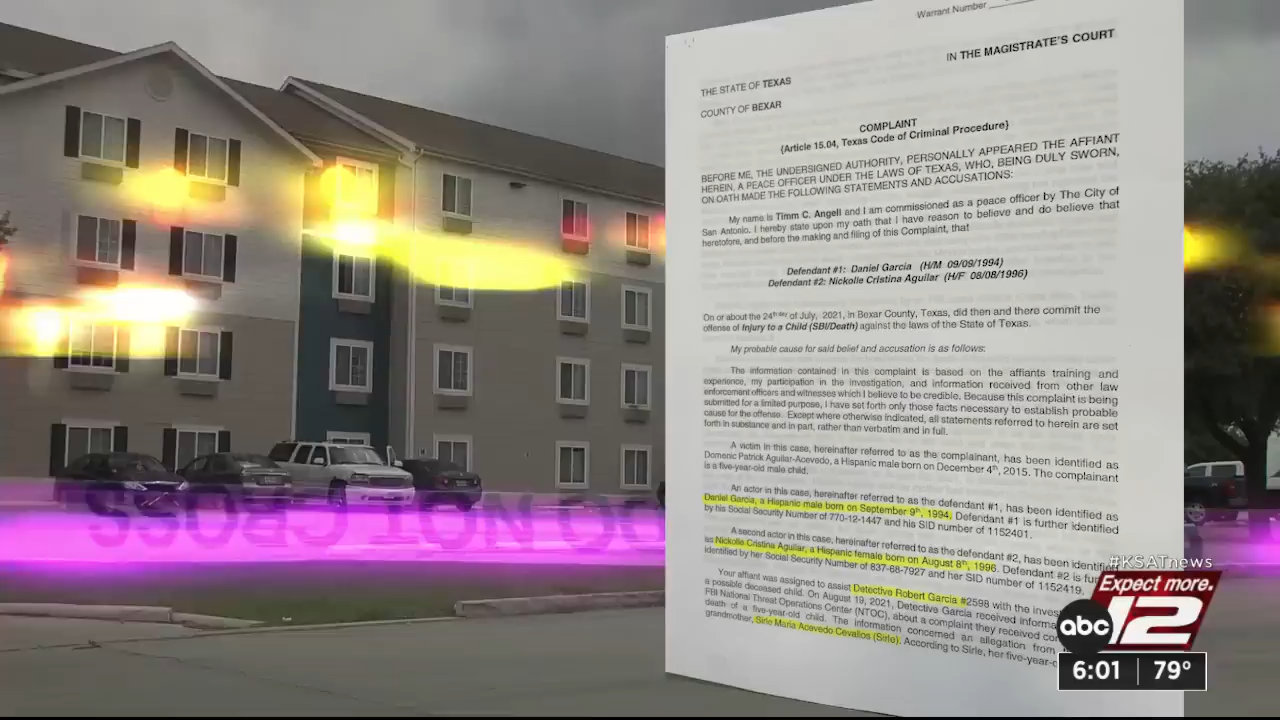 Warrant Number
IN THE MAGISTRATE'S COURT
THE STATE OF TEXAS
COUNTY OF BEXAR
COMPLAINT
{Article 15.04, Texas Code of Criminal Procedure}
BEFORE ME, THE UNDERSIGNED AUTHORITY, PERSONALLY APPEARED THE AFFIANT
HEREIN, A PEACE OFFICER UNDER THE LAWS OF TEXAS, WHO, BEING DULY SWORN,
ON OATH MADE THE FOLLOWING STATEMENTS AND ACCUSATIONS:
My name is Timm C. Angell and I am commissioned as a peace officer by The City of
San Antonio. I hereby state upon my oath that I have reason to believe and do believe that
heretofore, and before the making and filing of this Complaint, that
Defendant #1: Daniel Garcia (H/M 09/09/1994)
Defendant #2: Nickolle Cristina Aguilar (H/F 08/08/1996)
On or about the 24th day of July, 2021, in Bexar County, Texas, did then and there commit the
offense of Injury to a Child (SBI/Death) against the laws of the State of Texas.
My probable cause for said belief and accusation is as follows:
The information contained in this complaint is based on the affiants training and
experience, my participation in the investigation, and information received from other law
enforcement officers and witnesses which I believe to be credible. Because this complaint is being
submitted for a limited purpose, I have set forth only those facts necessary to establish probable
cause for the offense. Except where otherwise indicated, all statements referred to herein are set
forth in substance and in part, rather than verbatim and in full.
A victim in this case, hereinafter referred to as the complainant, has been identified as
Domenic Patrick Aguilar-Acevedo, a Hispanic male born on December 4th, 2015. The complainant
is a five-year-old male child.
An actor in this case, hereinafter referred to as the defendant #1, has been identified as
Daniel Garcia, a Hispanic male born on September 9th, 1994. Defendant #1 is further identified
by his Social Security Number of [redacted] and his SID number of 1152401.
A second actor in this case, hereinafter referred to as the defendant #2, has been identified
as Nickolle Cristina Aguilar, a Hispanic female born on August 8th, 1996. Defendant #2 is
identified by her Social Security Number of [redacted] and her SID number of 1152419.
Your affiant was assigned to assist Detective Robert Garcia #2598 with the
a possible deceased child. On August 19, 2021, Detective Garcia received
FBI National Threat Operations Center (NTOC), about a complaint they received
death of a five-year-old child. The information concerned an allegation from
grandmother, Sirle Maria Acevedo Cevallos (Sirle). According to Sirle, her
DO NOT CROSS
#KSATnews
Expect more.
abc 12
6:01 79°